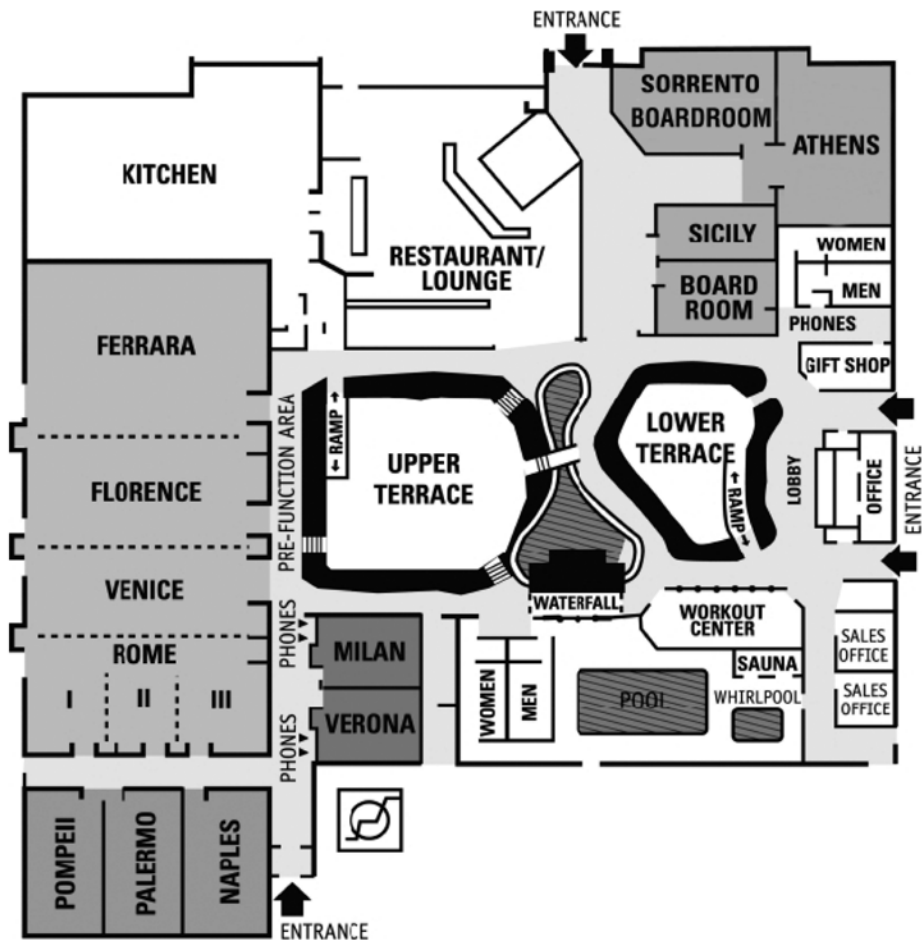 ENTRANCE
SORRENTO
BOARDROOM
ATHENS
KITCHEN
RESTAURANT/
LOUNGE
SICILY
BOARD
ROOM
WOMEN
MEN
PHONES
GIFT SHOP
FERRARA
PRE-FUNCTION AREA
RAMP
UPPER
TERRACE
LOWER
TERRACE
RAMP
LOBBY
OFFICE
ENTRANCE
FLORENCE
VENICE
ROME
I II III
PHONES
PHONES
MILAN
VERONA
WATERFALL
WORKOUT
CENTER
SAUNA
WOMEN
MEN
POOL
WHIRLPOOL
SALES
OFFICE
SALES
OFFICE
POMPEII
PALERMO
NAPLES
ENTRANCE